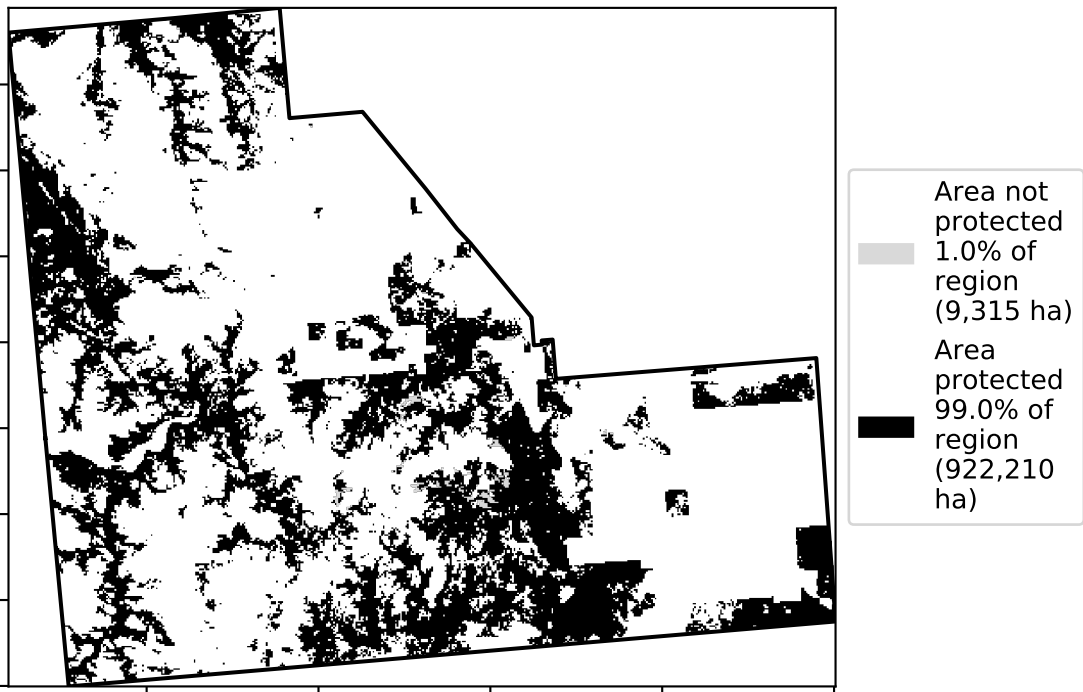 Area not
protected
1.0% of
region
(9,315 ha)
Area
protected
99.0% of
region
(922,210
ha)